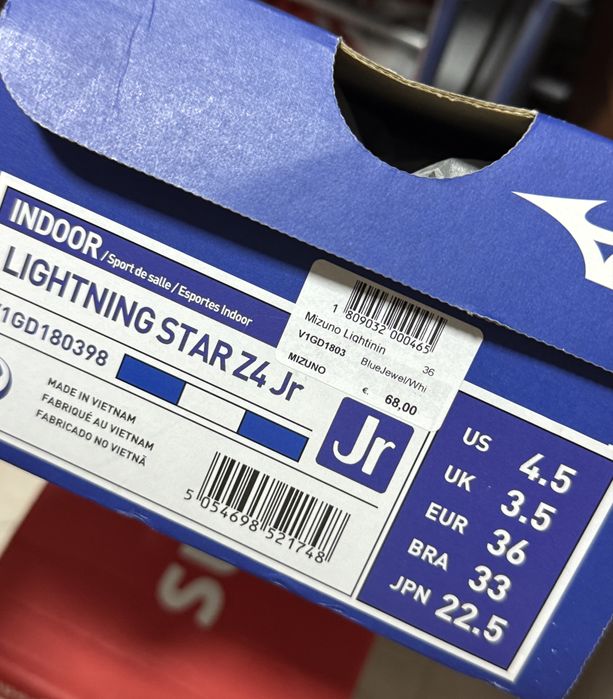 INDOOR / Sport de salle / Esportes Indoor
LIGHTNING STAR Z4 Jr
V1GD180398
MADE IN VIETNAM
FABRIQUÉ AU VIETNAM
FABRICADO NO VIETNÃ
5 054698 521748
1 809032 000465
Mizuno Lightinin
V1GD1803 36
BlueJewel/Whi
MIZUNO €. 68,00
Jr
US 4.5
UK 3.5
EUR 36
BRA 33
JPN 22.5